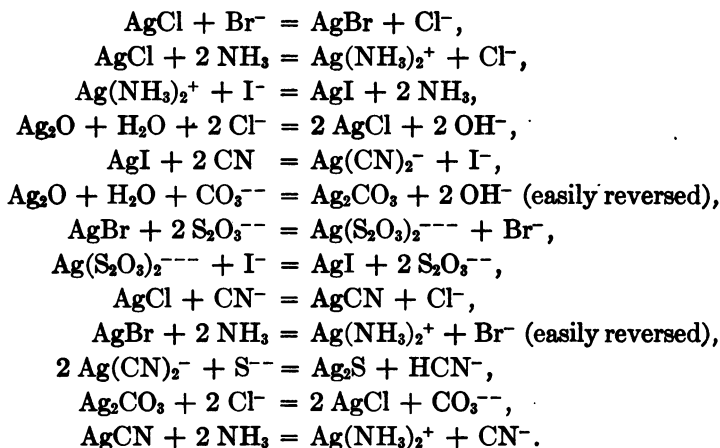 AgCl + Br⁻ = AgBr + Cl⁻,
AgCl + 2 NH₃ = Ag(NH₃)₂⁺ + Cl⁻,
Ag(NH₃)₂⁺ + I⁻ = AgI + 2 NH₃,
Ag₂O + H₂O + 2 Cl⁻ = 2 AgCl + 2 OH⁻,
AgI + 2 CN = Ag(CN)₂⁻ + I⁻,
Ag₂O + H₂O + CO₃⁻⁻ = Ag₂CO₃ + 2 OH⁻ (easily reversed),
AgBr + 2 S₂O₃⁻⁻ = Ag(S₂O₃)₂⁻⁻⁻ + Br⁻,
Ag(S₂O₃)₂⁻⁻⁻ + I⁻ = AgI + 2 S₂O₃⁻⁻,
AgCl + CN⁻ = AgCN + Cl⁻,
AgBr + 2 NH₃ = Ag(NH₃)₂⁺ + Br⁻ (easily reversed),
2 Ag(CN)₂⁻ + S⁻⁻ = Ag₂S + HCN⁻,
Ag₂CO₃ + 2 Cl⁻ = 2 AgCl + CO₃⁻⁻,
AgCN + 2 NH₃ = Ag(NH₃)₂⁺ + CN⁻.